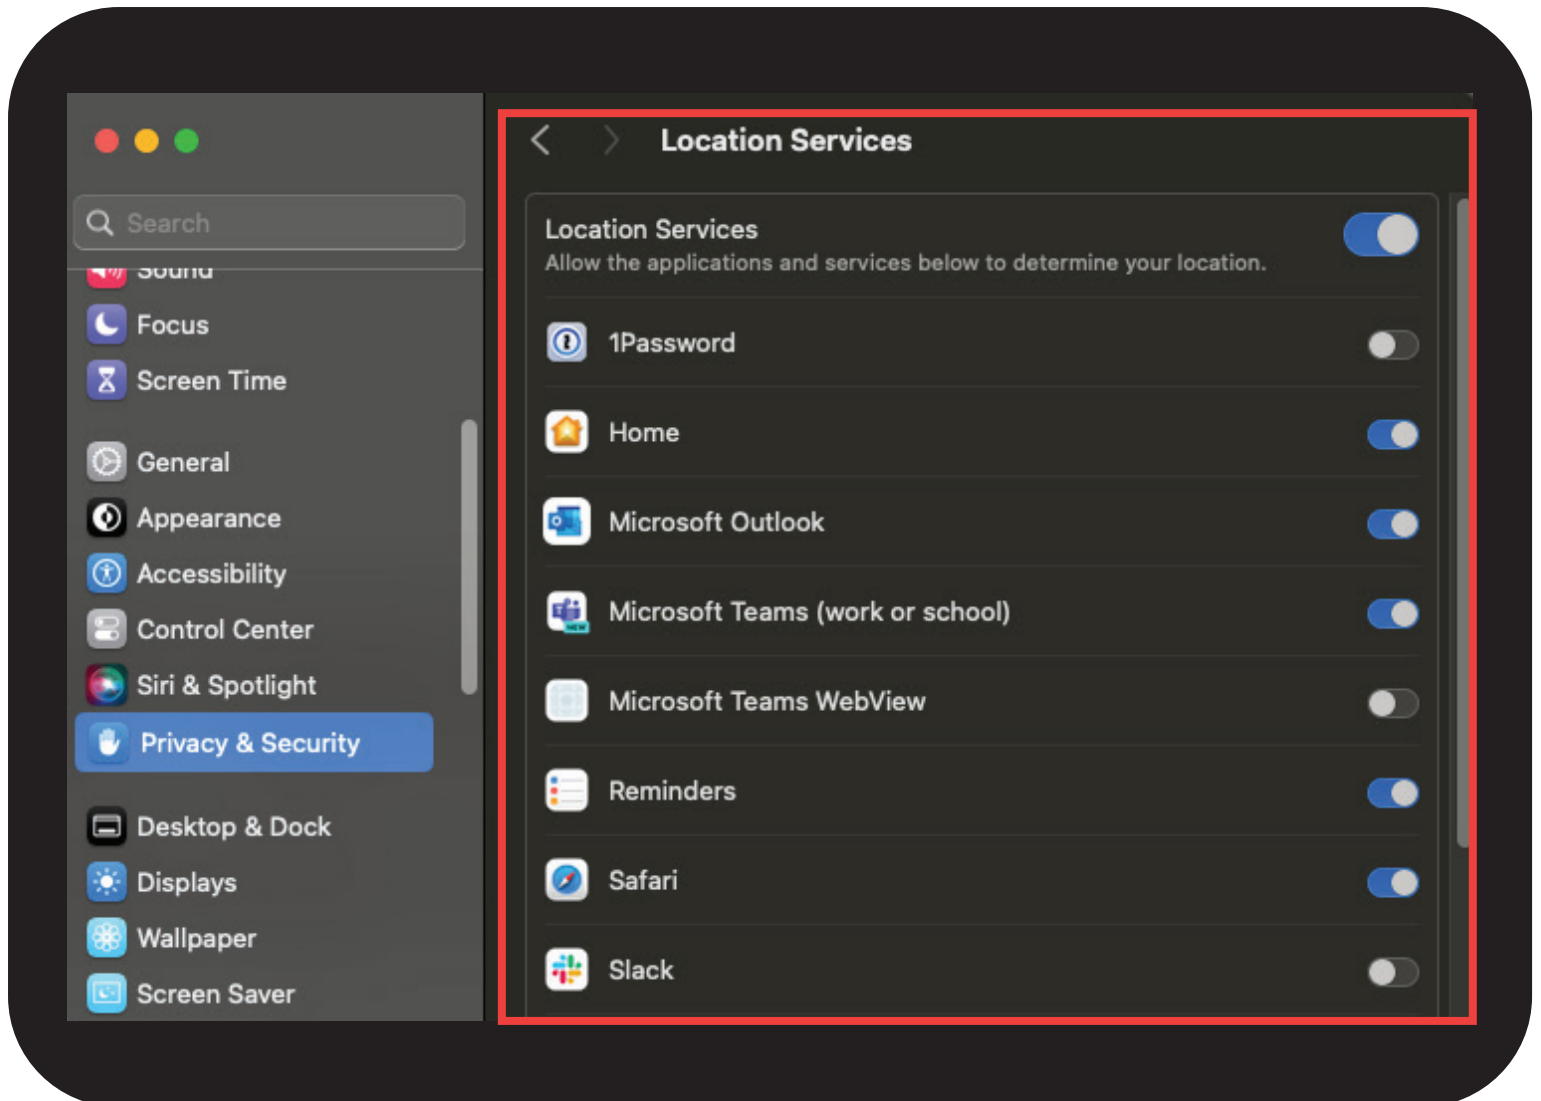 Search
Sound
Focus
Screen Time
General
Appearance
Accessibility
Control Center
Siri & Spotlight
Privacy & Security
Desktop & Dock
Displays
Wallpaper
Screen Saver
Location Services
Location Services
Allow the applications and services below to determine your location.
1Password
Home
Microsoft Outlook
Microsoft Teams (work or school)
NEW
Microsoft Teams WebView
Reminders
Safari
Slack